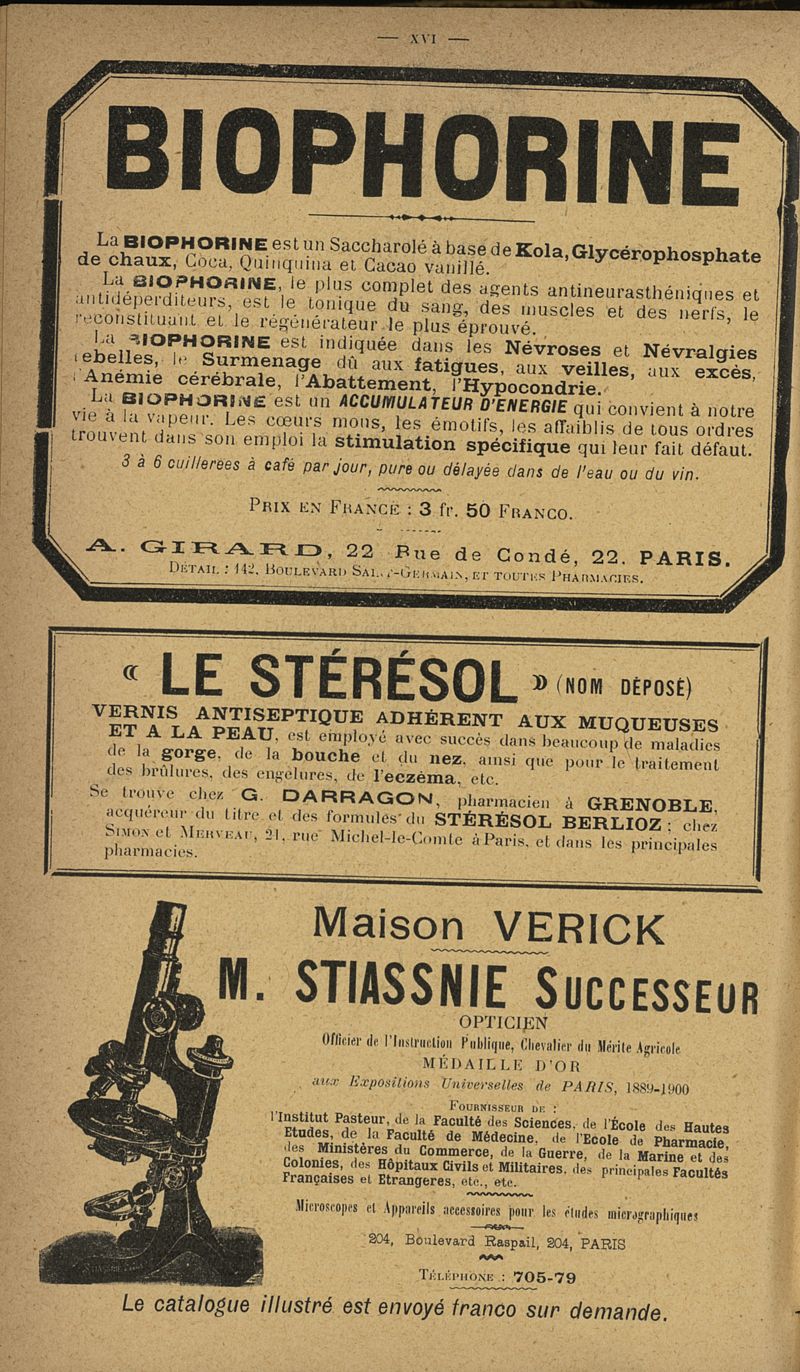 — XVI —
BIOPHORINE
La BIOPHORINE est un Saccharolé à base de Kola, Glycérophosphate
de chaux, Coca, Quinquina et Cacao vanillé.
La BIOPHORINE, le plus complet des agents antineurasthéniques et
antidéperditeurs, est le tonique du sang, des muscles et des nerfs, le
reconstituant et le régénérateur le plus éprouvé.
La BIOPHORINE est indiquée dans les Névroses et Névralgies
rebelles, le Surmenage dû aux fatigues, aux veilles, aux excès,
l'Anémie cérébrale, l'Abattement, l'Hypocondrie.
La BIOPHORINE est un ACCUMULATEUR D'ENERGIE qui convient à notre
vie à la vapeur. Les cœurs mous, les émotifs, les affaiblis de tous ordres
trouvent dans son emploi la stimulation spécifique qui leur fait défaut.
3 à 6 cuillerees à café par jour, pure ou délayée dans de l'eau ou du vin.
PRIX EN FRANCE : 3 fr. 50 FRANCO.
A. GIRARD, 22 Rue de Condé, 22. PARIS.
DÉTAIL : 142, BOULEVARD SAINT-GERMAIN, ET TOUTES PHARMACIES.
« LE STÉRÉSOL » (NOM DÉPOSÉ)
VERNIS ANTISEPTIQUE ADHÉRENT AUX MUQUEUSES
ET A LA PEAU, est employé avec succès dans beaucoup de maladies
de la gorge, de la bouche et du nez, ainsi que pour le traitement
des brûlures, des engelures, de l'eczéma, etc.
Se trouve chez G. DARRAGON, pharmacien à GRENOBLE,
acquéreur du titre et des formules du STÉRÉSOL BERLIOZ ; chez
SIMON et MERVEAU, 21, rue Michel-le-Comte à Paris, et dans les principales
pharmacies.
Maison VERICK
M. STIASSNIE SUCCESSEUR
OPTICIEN
Officier de l'Instruction Publique, Chevalier du Mérite Agricole
MÉDAILLE D'OR
aux Expositions Universelles de PARIS, 1889-1900
FOURNISSEUR DE :
l'Institut Pasteur, de la Faculté des Sciences, de l'École des Hautes
Etudes, de la Faculté de Médecine, de l'Ecole de Pharmacie,
des Ministères du Commerce, de la Guerre, de la Marine et des
Colonies, des Hôpitaux Civils et Militaires, des principales Facultés
Françaises et Etrangeres, etc., etc.
Microscopes et Appareils accessoires pour les études micrographiques
204, Boulevard Raspail, 204, PARIS
TÉLÉPHONE : 705-79
Le catalogue illustré est envoyé franco sur demande.